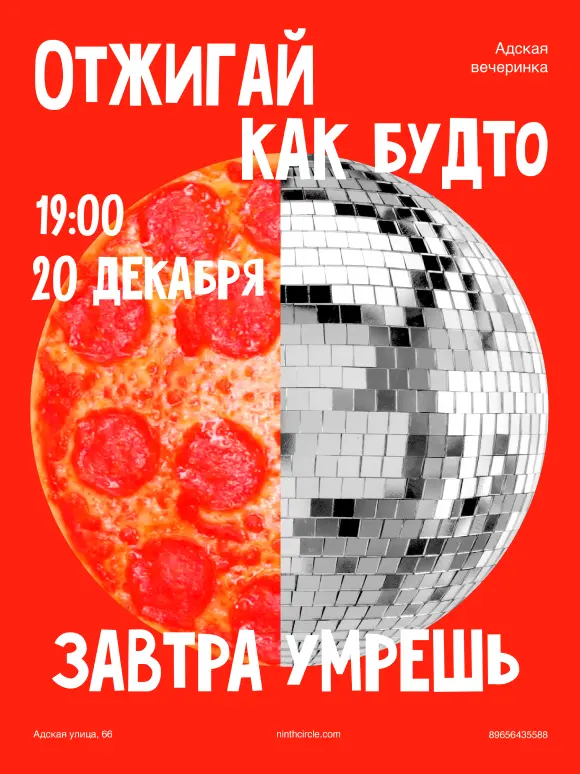 Отжигай
Адская
вечеринка
как будто
19:00
20 декабря
завтра умрешь
Адская улица, 66
ninthcircle.com
89656435588